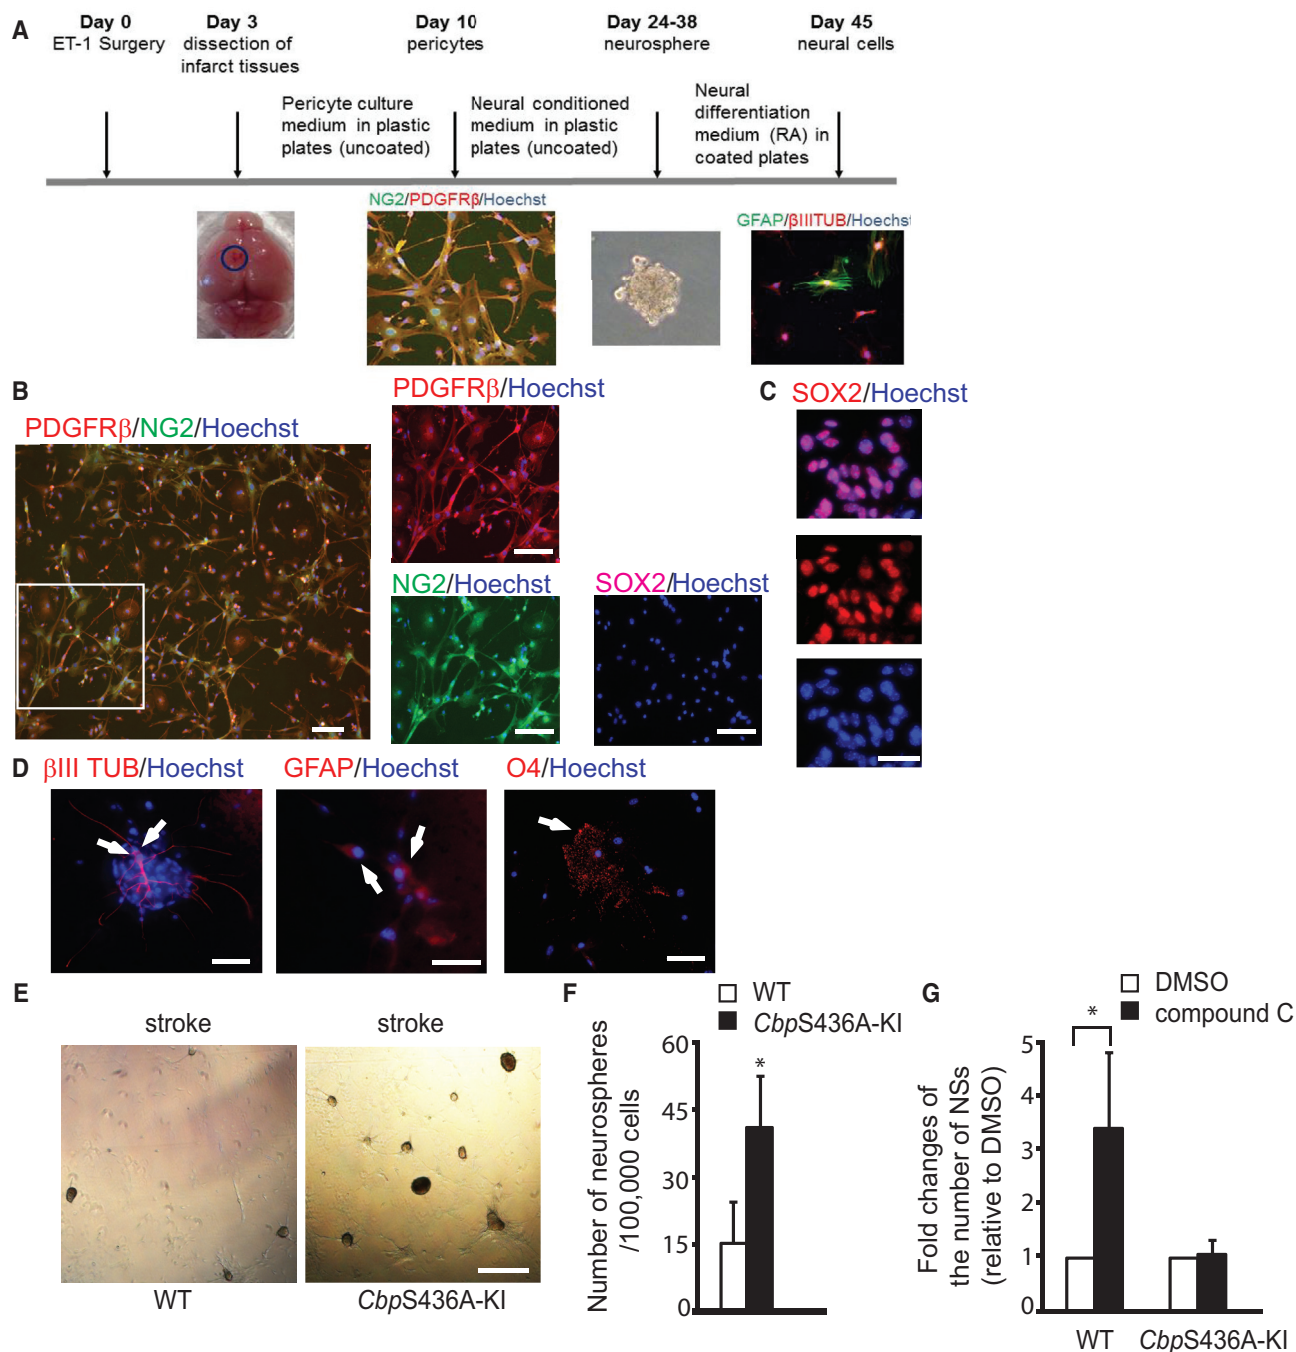 A
Day 0
ET-1 Surgery
Day 3
dissection of
infarct tissues
Day 10
pericytes
Day 24-38
neurosphere
Day 45
neural cells
Pericyte culture
medium in plastic
plates (uncoated)
Neural conditioned
medium in plastic
plates (uncoated)
Neural
differentiation
medium (RA) in
coated plates
NG2/PDGFRβ/Hoechst
GFAP/βIIITUB/Hoechst
B
PDGFRβ/NG2/Hoechst
PDGFRβ/Hoechst
NG2/Hoechst
SOX2/Hoechst
C
SOX2/Hoechst
D
βIII TUB/Hoechst
GFAP/Hoechst
O4/Hoechst
E
stroke
stroke
WT
CbpS436A-KI
F
WT
CbpS436A-KI
Number of neurospheres
/100,000 cells
60
45
30
15
0
*
G
DMSO
compound C
*
Fold changes of
the number of NSs
(relative to DMSO)
5
4
3
2
1
0
WT
CbpS436A-KI